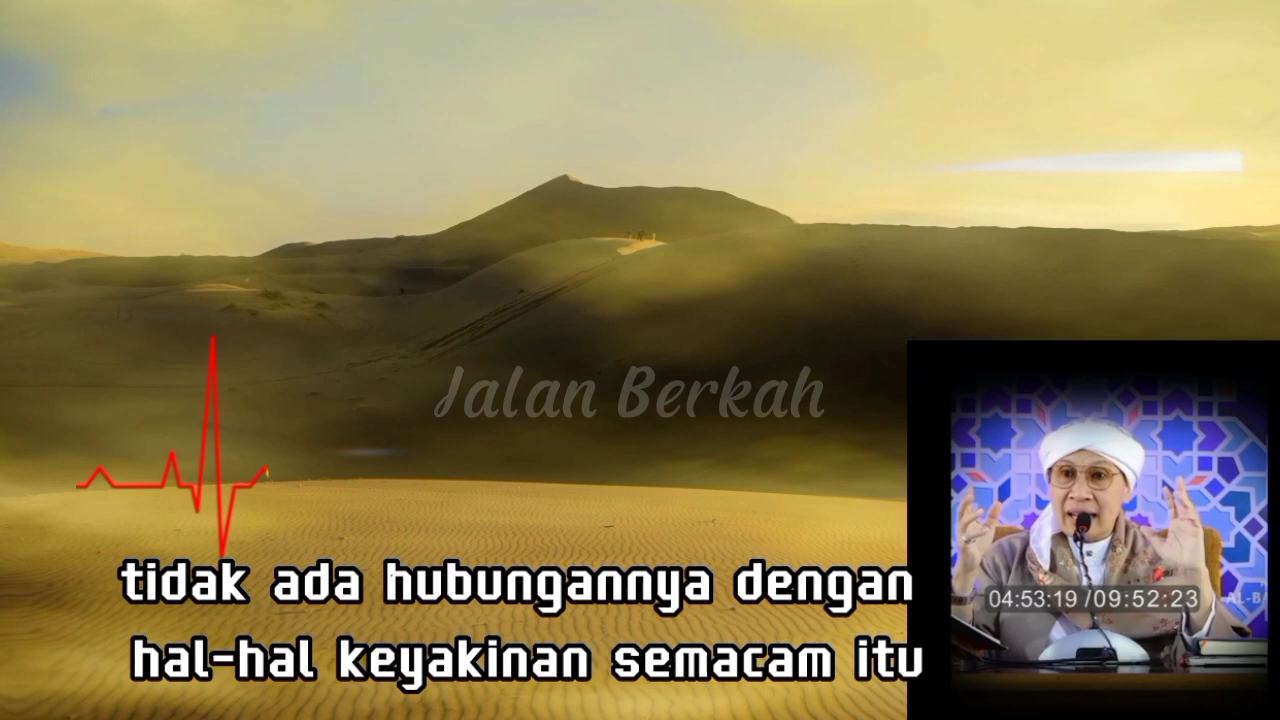 Jalan Berkah
tidak ada hubungannya dengan
hal-hal keyakinan semacam itu
04:53:19 /09:52:23